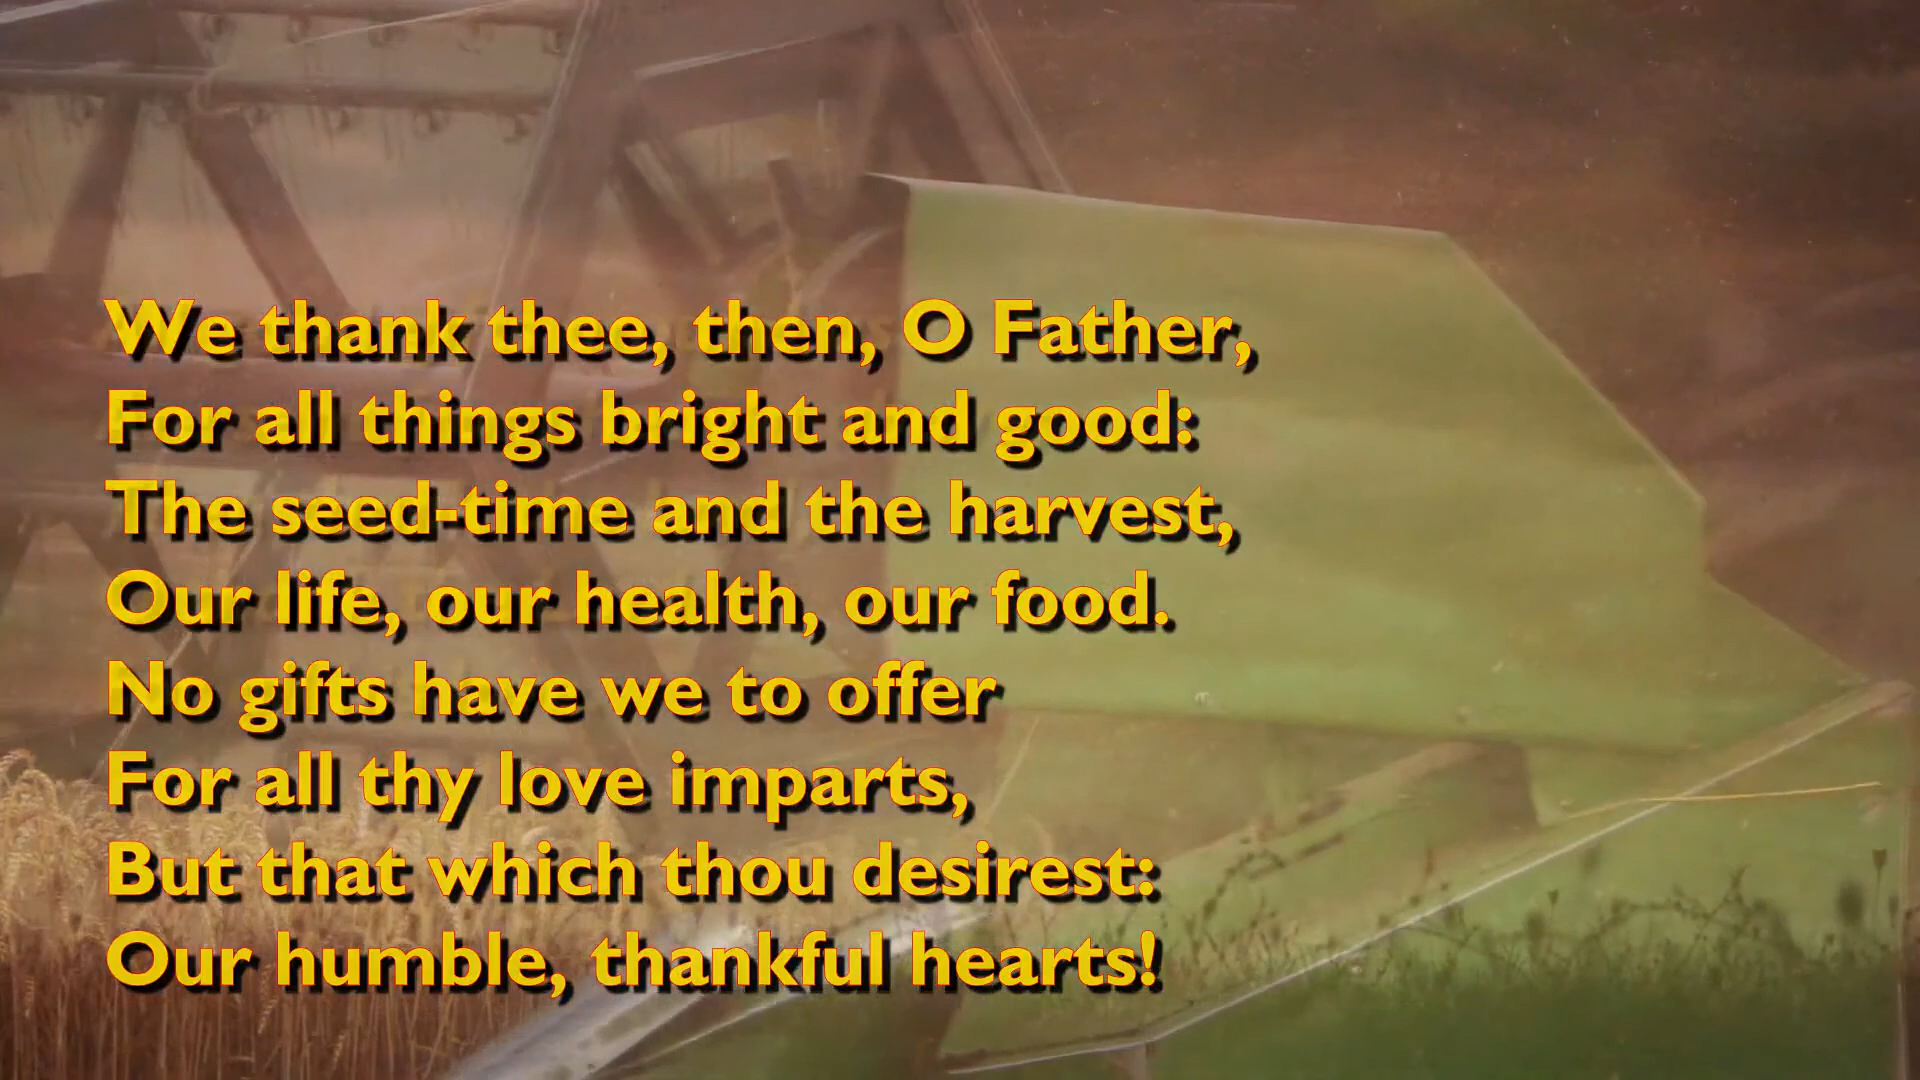 We thank thee, then, O Father,
For all things bright and good:
The seed-time and the harvest,
Our life, our health, our food.
No gifts have we to offer
For all thy love imparts,
But that which thou desirest:
Our humble, thankful hearts!